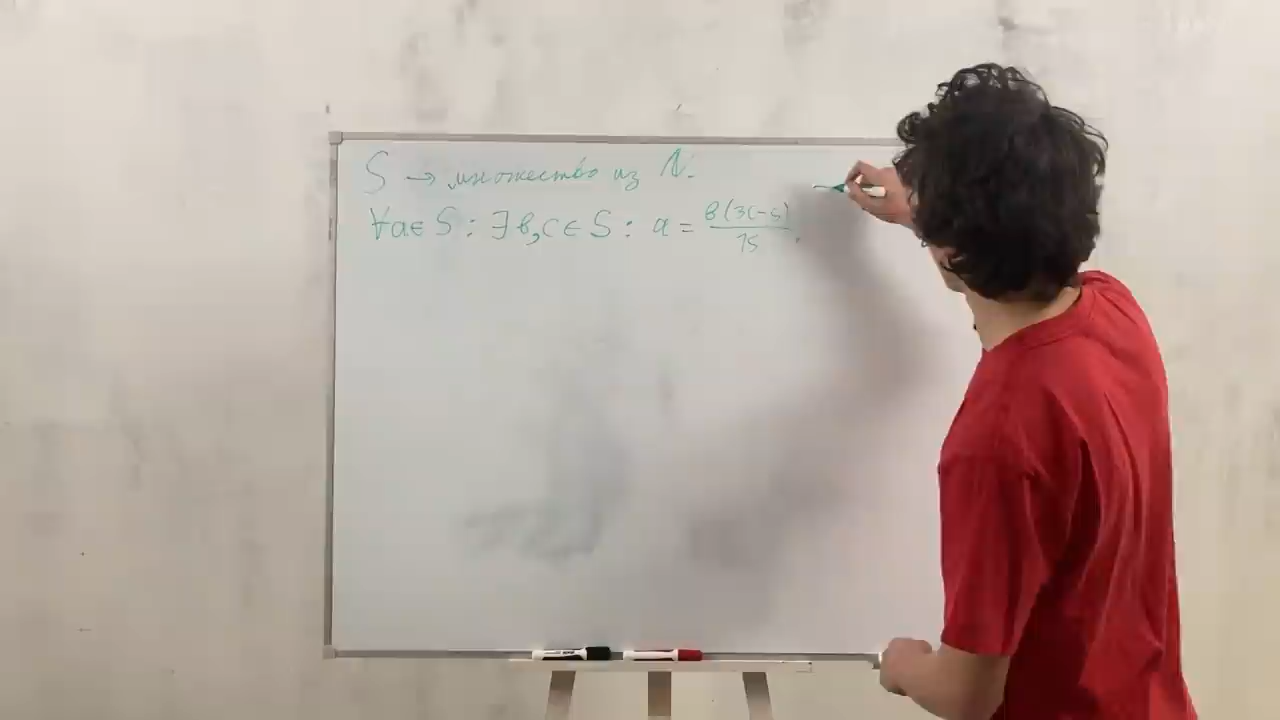 S → множество из ℕ.
∀a∈S : ∃ b,c∈S : a = b(3c-5)/15.